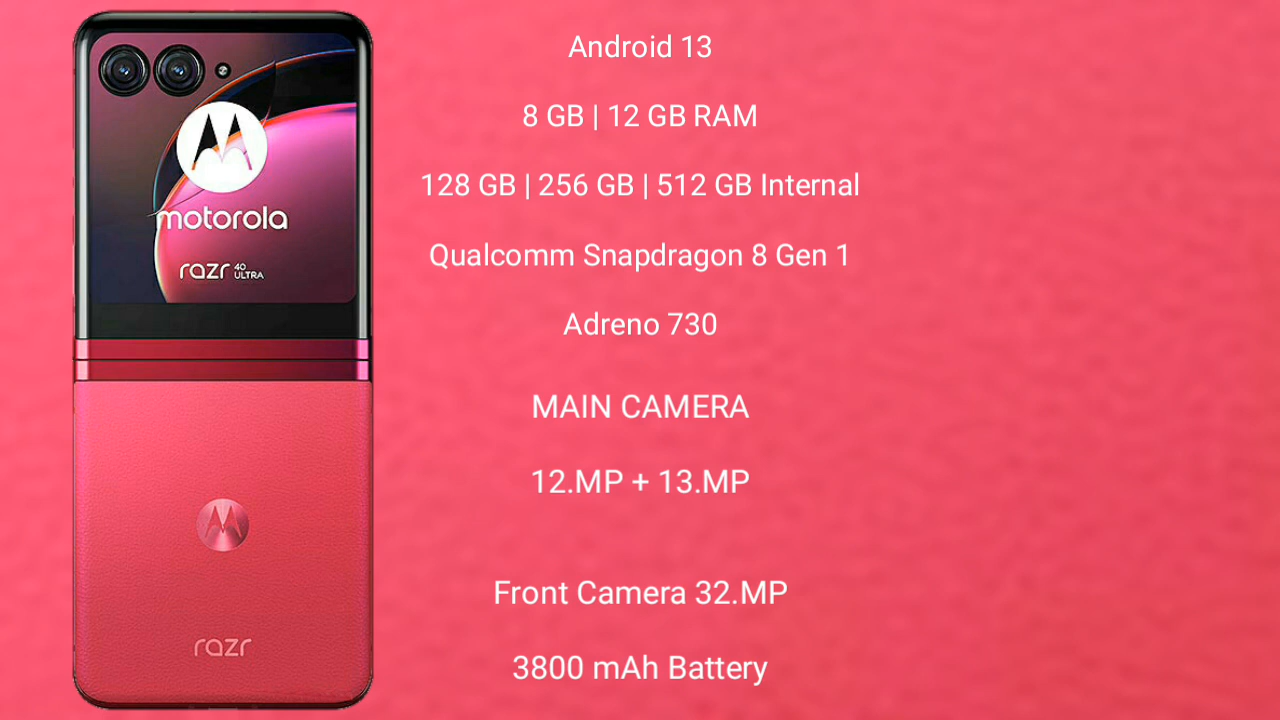 motorola
razr 40 ULTRA
razr
Android 13
8 GB | 12 GB RAM
128 GB | 256 GB | 512 GB Internal
Qualcomm Snapdragon 8 Gen 1
Adreno 730
MAIN CAMERA
12.MP + 13.MP
Front Camera 32.MP
3800 mAh Battery